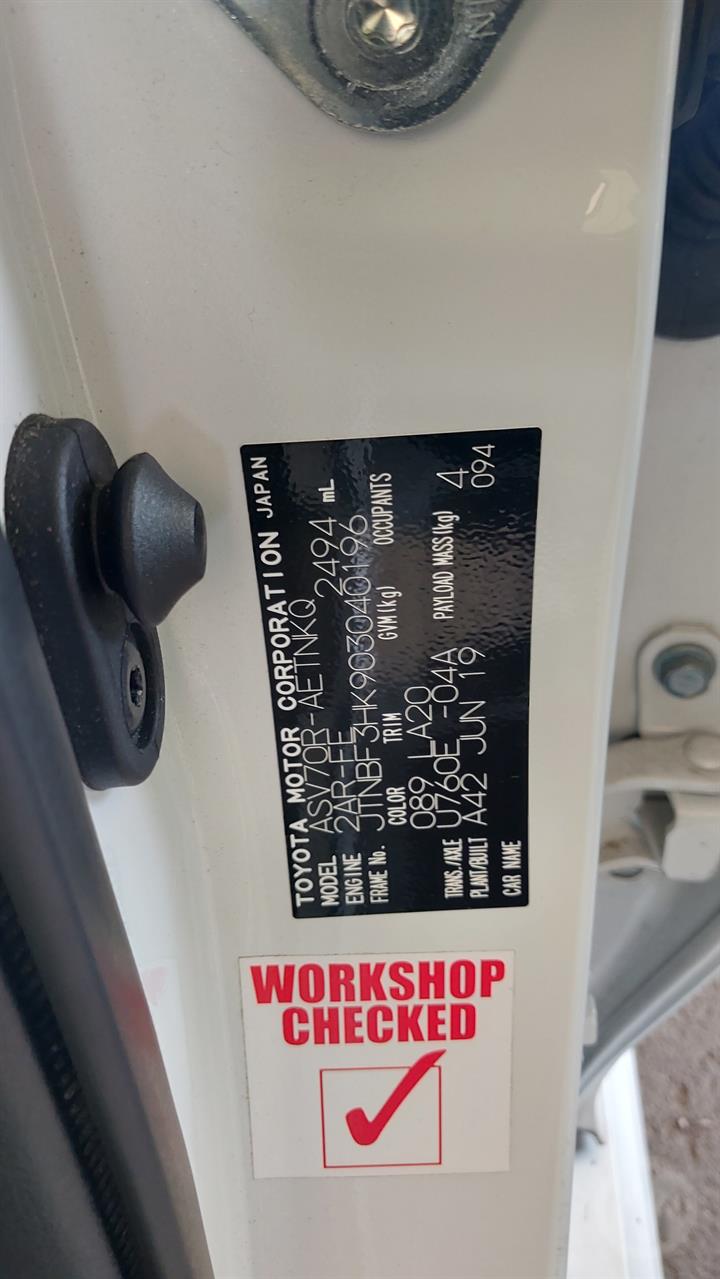 TOYOTA MOTOR CORPORATION JAPAN
MODEL ASV70R-AETNKQ
ENGINE 2AR-FE 2494 mL
FRAME No. JTNBF3HK903040196
COLOR TRIM GVM(kg) OCCUPANTS
089 LA20 4
TRANS./AXLE U760E -04A PAYLOAD MASS(kg) 094
PLANT/BUILT A42 JUN 19
CAR NAME
WORKSHOP
CHECKED